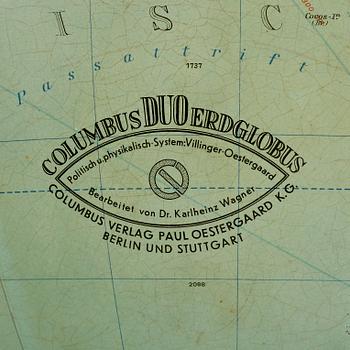 I S C
Passattrift
1737
COLUMBUS DUO ERDGLOBUS
Politisch u. physikalisch-System: Villinger-Oestergaard
Bearbeitet von Dr. Karlheinz Wagner
COLUMBUS VERLAG PAUL OESTERGAARD K.G.
BERLIN UND STUTTGART
2098